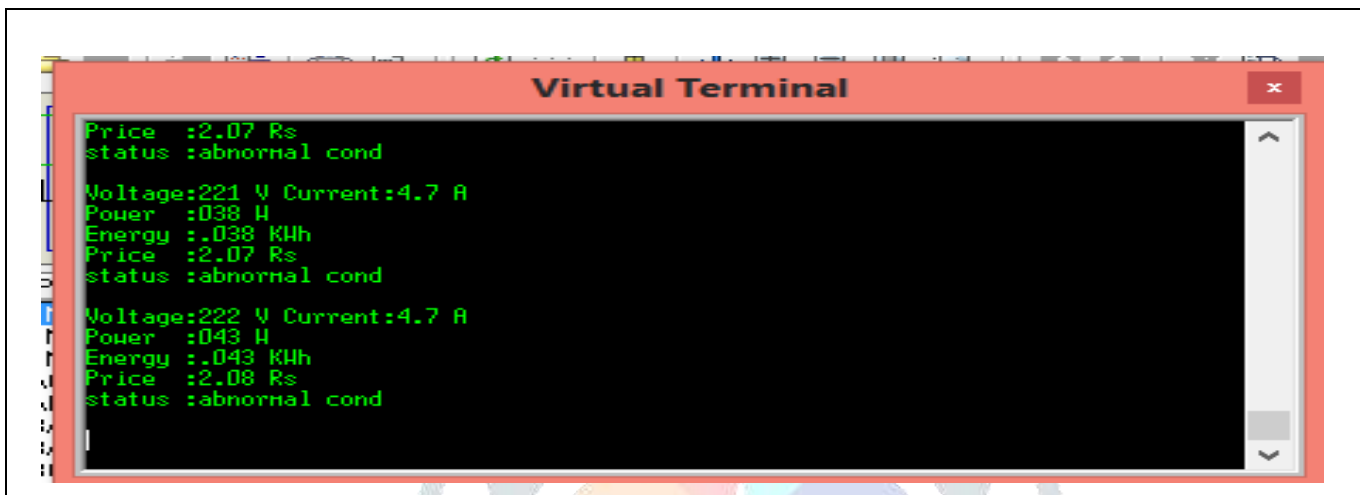 Virtual Terminal
Price :2.07 Rs
status :abnormal cond
Voltage:221 V Current:4.7 A
Power :038 W
Energy :.038 KWh
Price :2.07 Rs
status :abnormal cond
Voltage:222 V Current:4.7 A
Power :043 W
Energy :.043 KWh
Price :2.08 Rs
status :abnormal cond